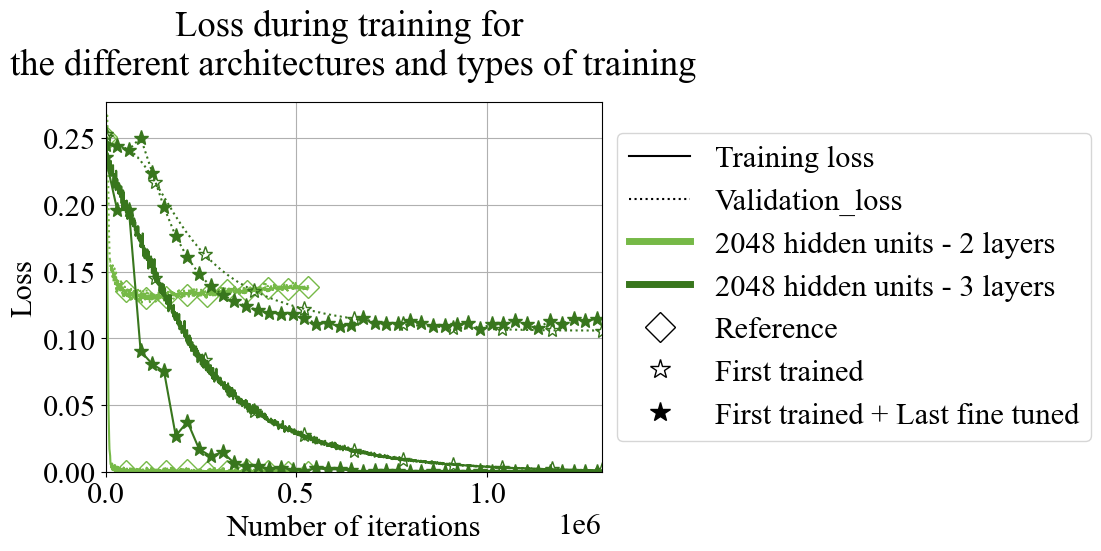 Loss during training for
the different architectures and types of training
Loss
0.25
0.20
0.15
0.10
0.05
0.00
0.0
0.5
1.0
Number of iterations
1e6
Training loss
Validation_loss
2048 hidden units - 2 layers
2048 hidden units - 3 layers
Reference
First trained
First trained + Last fine tuned